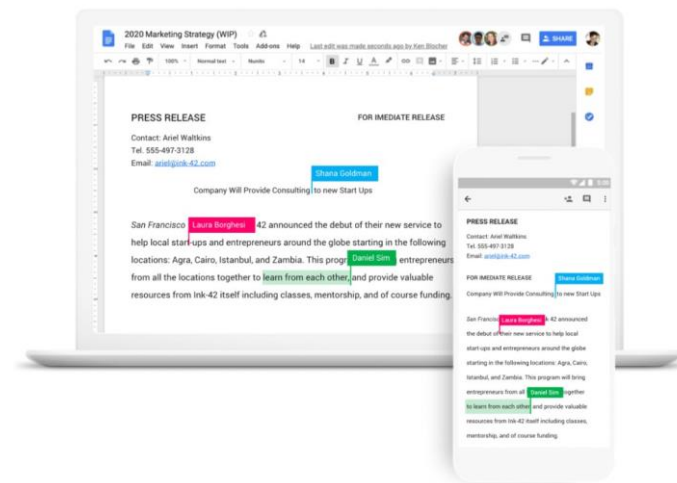 2020 Marketing Strategy (WIP)
File Edit View Insert Format Tools Add-ons Help Last edit was made seconds ago by Ken Blocher
SHARE
100% Normal text Nunito 14 B I U A
PRESS RELEASE
FOR IMEDIATE RELEASE
Contact: Ariel Waltkins
Tel. 555-497-3128
Email: ariel@ink-42.com
Shana Goldman
Company Will Provide Consulting to new Start Ups
San Francisco Laura Borghesi 42 announced the debut of their new service to
help local start-ups and entrepreneurs around the globe starting in the following
locations: Agra, Cairo, Istanbul, and Zambia. This progr Daniel Sim entrepreneurs
from all the locations together to learn from each other, and provide valuable
resources from Ink-42 itself including classes, mentorship, and of course funding.
PRESS RELEASE
Contact: Ariel Waltkins
Tel. 555-497-3128
Email: ariel@ink-42.com
FOR IMEDIATE RELEASE
Shana Goldman
Company Will Provide Consulting to new Start Ups
San Francisc Laura Borghesi k-42 announced
the debut of their new service to help local
start-ups and entrepreneurs around the globe
starting in the following locations: Agra, Cairo,
Istanbul, and Zambia. This program will bring
entrepreneurs from all Daniel Sim together
to learn from each other and provide valuable
resources from Ink-42 itself including classes,
mentorship, and of course funding.